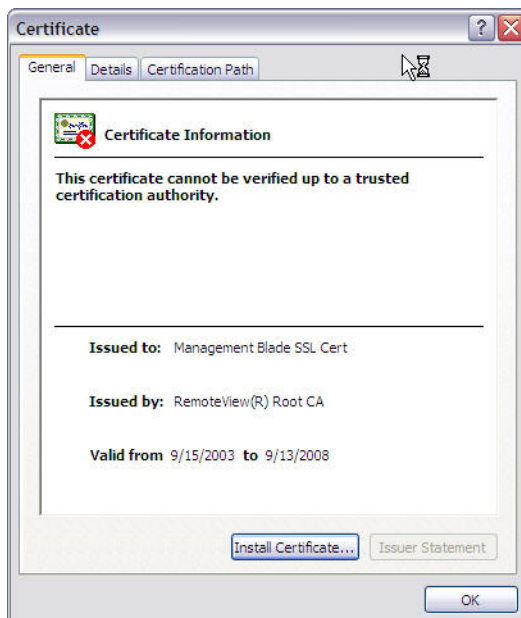 Certificate
General Details Certification Path
Certificate Information
This certificate cannot be verified up to a trusted
certification authority.
Issued to: Management Blade SSL Cert
Issued by: RemoteView(R) Root CA
Valid from 9/15/2003 to 9/13/2008
Install Certificate... Issuer Statement
OK